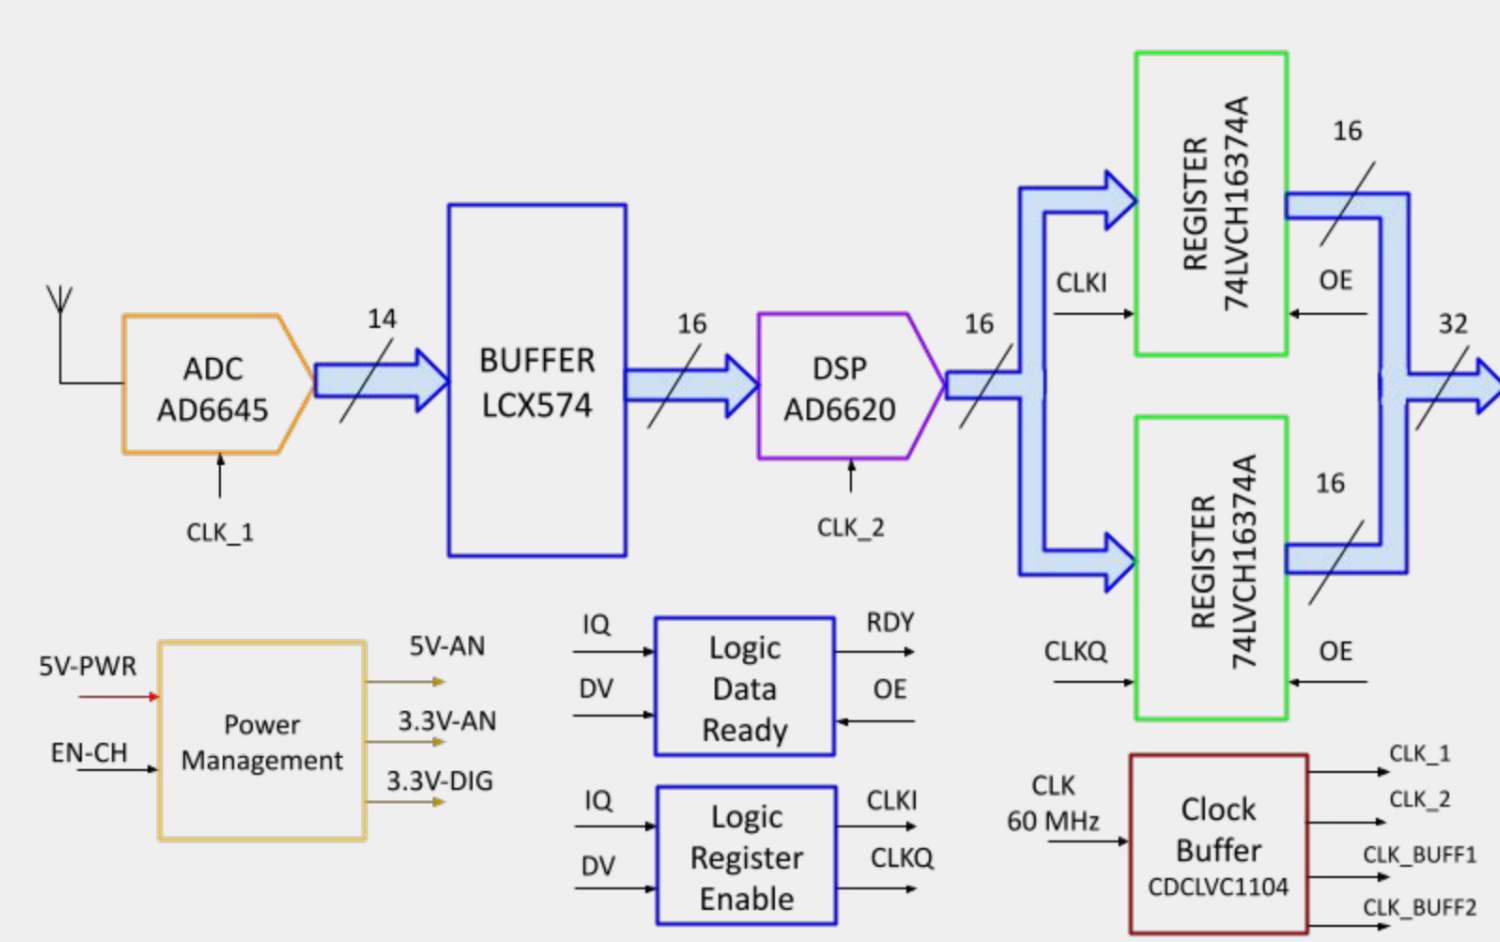 ADC
AD6645
CLK_1
14
BUFFER
LCX574
16
DSP
AD6620
CLK_2
16
REGISTER
74LVCH16374A
CLKI
OE
16
32
REGISTER
74LVCH16374A
CLKQ
OE
16
5V-PWR
EN-CH
Power
Management
5V-AN
3.3V-AN
3.3V-DIG
IQ
DV
Logic
Data
Ready
RDY
OE
IQ
DV
Logic
Register
Enable
CLKI
CLKQ
CLK
60 MHz
Clock
Buffer
CDCLVC1104
CLK_1
CLK_2
CLK_BUFF1
CLK_BUFF2